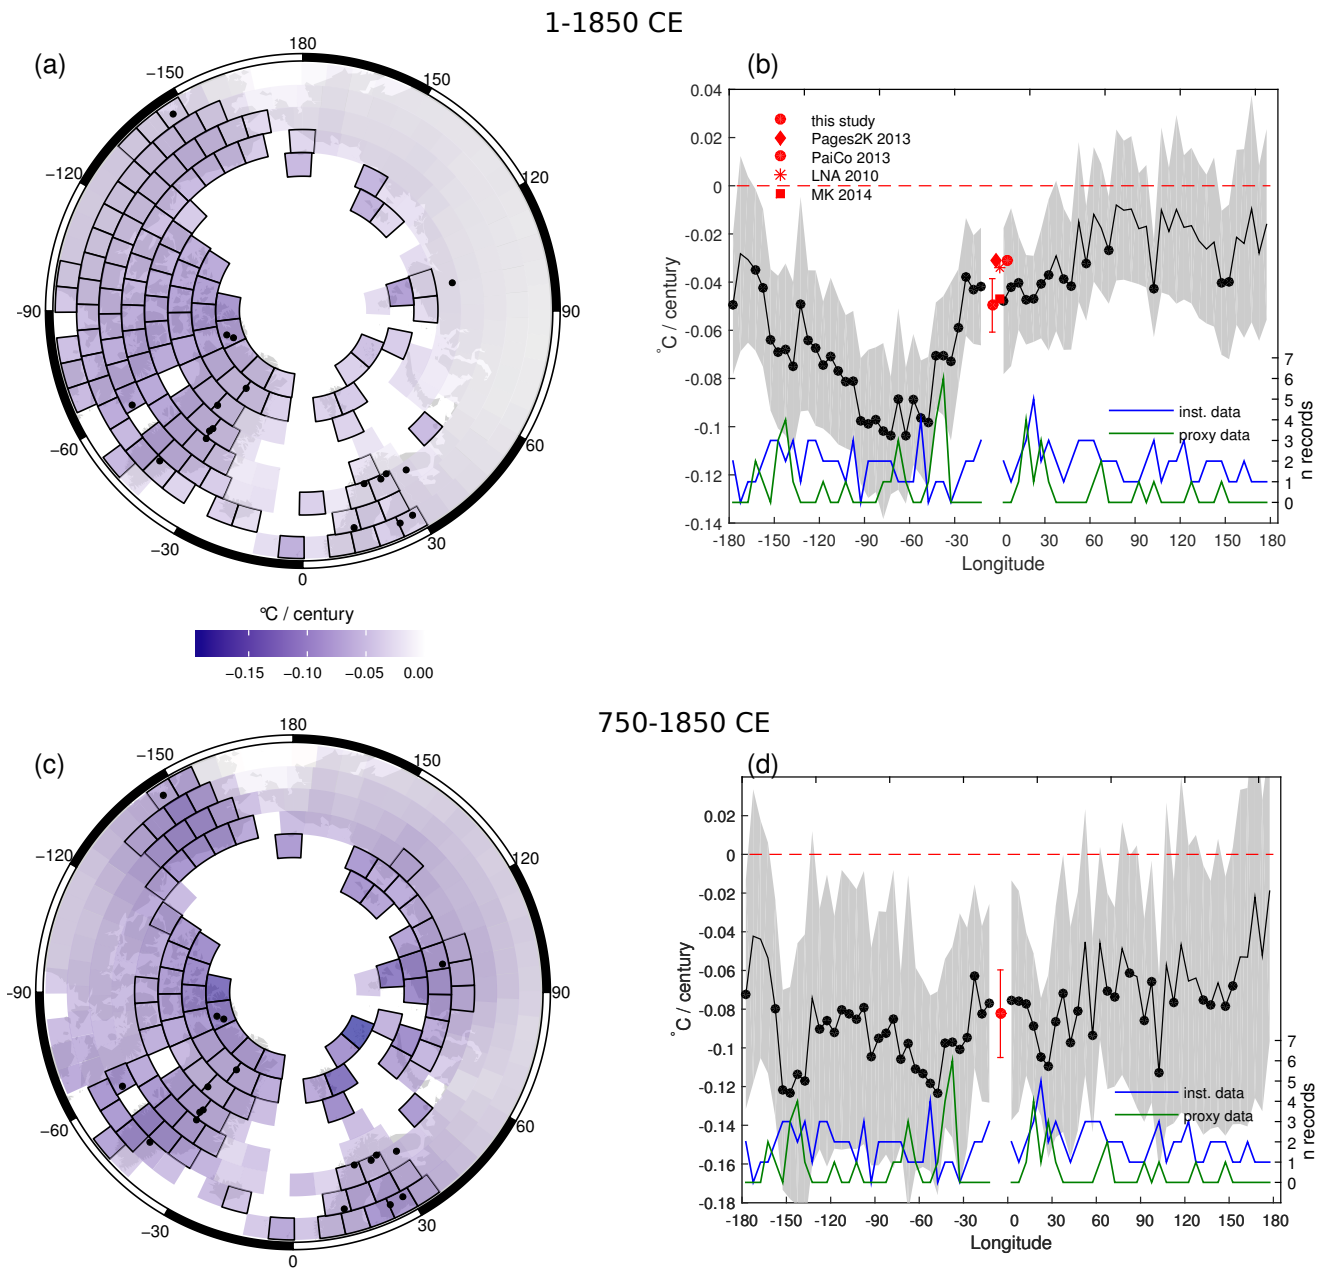 1-1850 CE
(a)
180
150
120
90
60
30
0
−30
−60
-90
−120
−150
°C / century
−0.15 −0.10 −0.05 0.00
(b)
0.04
0.02
0
-0.02
-0.04
-0.06
-0.08
-0.1
-0.12
-0.14
°C / century
this study
Pages2K 2013
PaiCo 2013
LNA 2010
MK 2014
inst. data
proxy data
7
6
5
4
3
2
1
0
n records
-180 -150 -120 -90 -60 -30 0 30 60 90 120 150 180
Longitude
750-1850 CE
(c)
180
150
120
90
60
30
0
−30
−60
-90
−120
−150
(d)
0.02
0
-0.02
-0.04
-0.06
-0.08
-0.1
-0.12
-0.14
-0.16
-0.18
°C / century
inst. data
proxy data
7
6
5
4
3
2
1
0
n records
-180 -150 -120 -90 -60 -30 0 30 60 90 120 150 180
Longitude